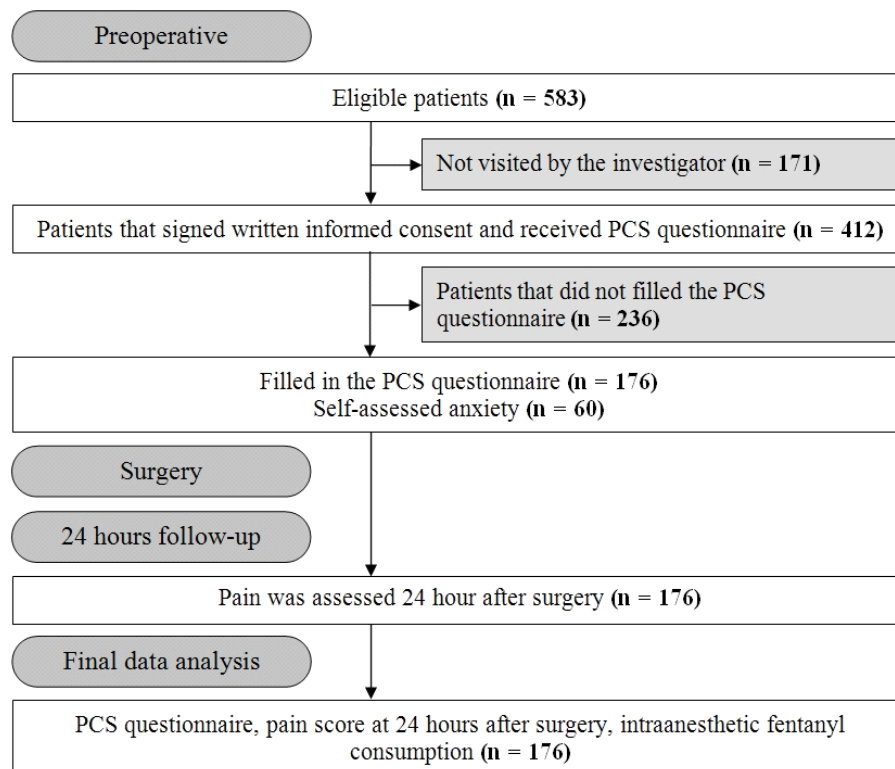 Preoperative
Eligible patients (n = 583)
Not visited by the investigator (n = 171)
Patients that signed written informed consent and received PCS questionnaire (n = 412)
Patients that did not filled the PCS
questionnaire (n = 236)
Filled in the PCS questionnaire (n = 176)
Self-assessed anxiety (n = 60)
Surgery
24 hours follow-up
Pain was assessed 24 hour after surgery (n = 176)
Final data analysis
PCS questionnaire, pain score at 24 hours after surgery, intraanesthetic fentanyl
consumption (n = 176)